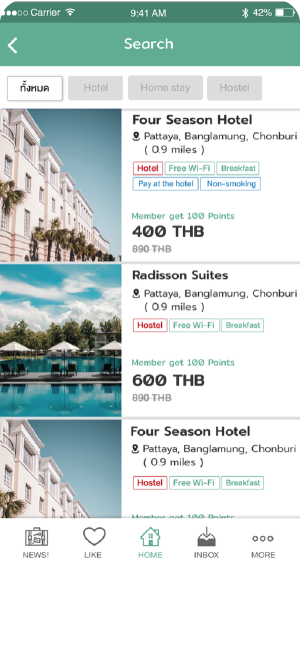 Carrier 9:41 AM 42%
Search
ทั้งหมด Hotel Home stay Hostel
Four Season Hotel
Pattaya, Banglamung, Chonburi
( 0.9 miles )
Hotel Free Wi-Fi Breakfast
Pay at the hotel Non-smoking
Member get 100 Points
400 THB
890 THB
Radisson Suites
Pattaya, Banglamung, Chonburi
( 0.9 miles )
Hostel Free Wi-Fi Breakfast
Member get 100 Points
600 THB
890 THB
Four Season Hotel
Pattaya, Banglamung, Chonburi
( 0.9 miles )
Hostel Free Wi-Fi Breakfast
Member get 100 Points
NEWS! LIKE HOME INBOX MORE